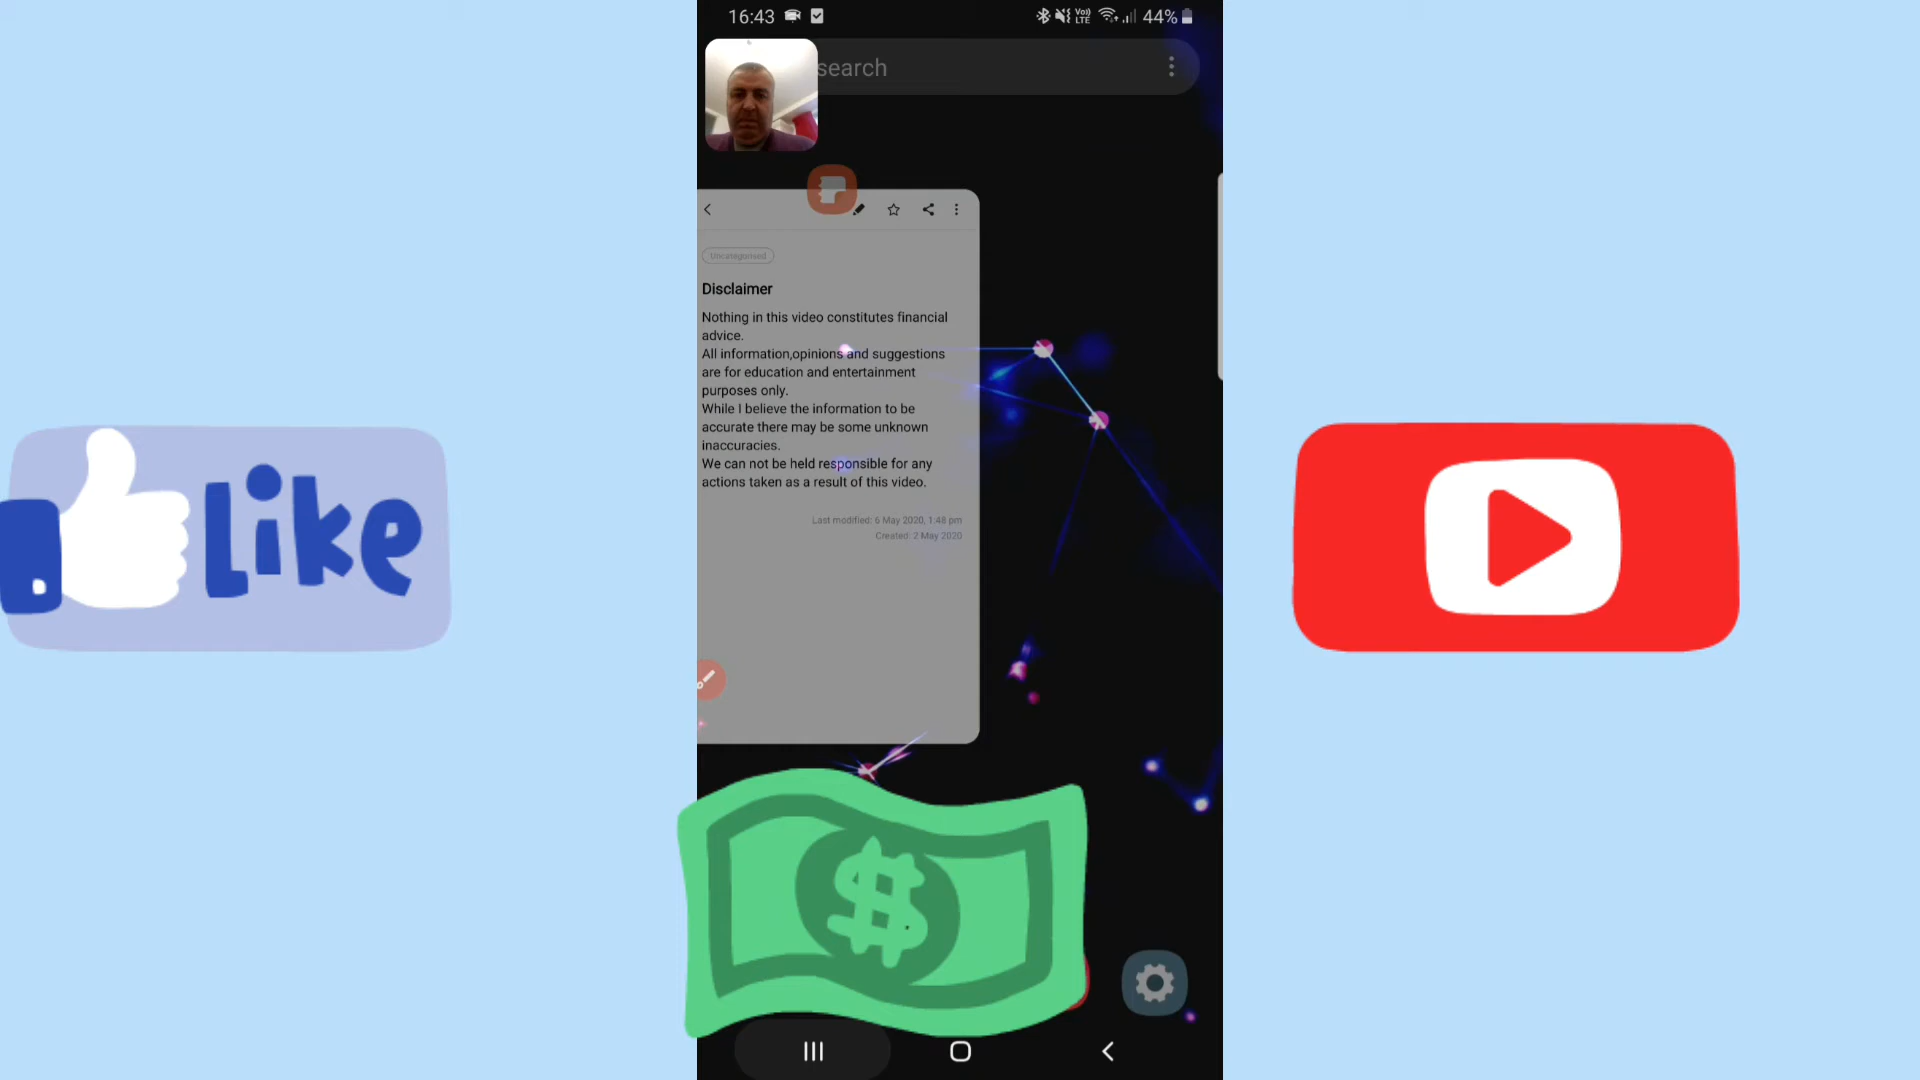 16:43
Vo)) LTE
44%
search
Uncategorised
Disclaimer
Nothing in this video constitutes financial
advice.
All information,opinions and suggestions
are for education and entertainment
purposes only.
While I believe the information to be
accurate there may be some unknown
inaccuracies.
We can not be held responsible for any
actions taken as a result of this video.
Last modified: 6 May 2020, 1:48 pm
Created: 2 May 2020
Like
$